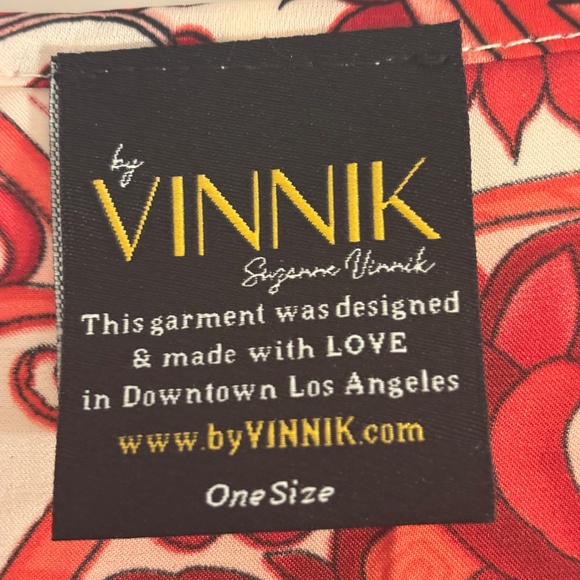 by
VINNIK
Suzanne Vinnik
This garment was designed
& made with LOVE
in Downtown Los Angeles
www.byVINNIK.com
One Size